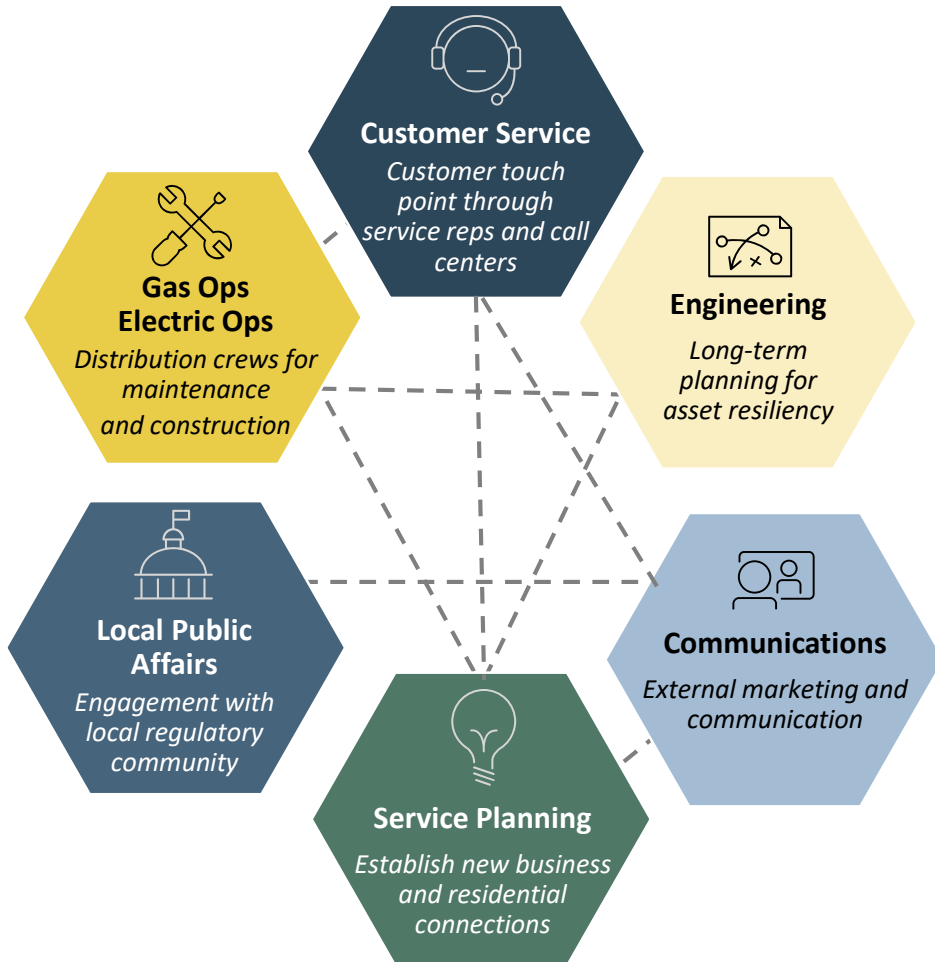 Customer Service
Customer touch
point through
service reps and call
centers
Gas Ops
Electric Ops
Distribution crews for
maintenance
and construction
Engineering
Long-term
planning for
asset resiliency
Local Public
Affairs
Engagement with
local regulatory
community
Communications
External marketing and
communication
Service Planning
Establish new business
and residential
connections